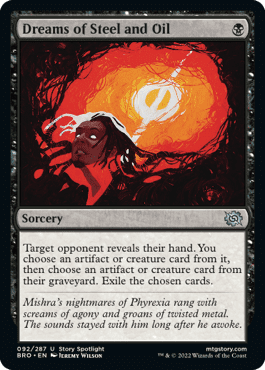 Dreams of Steel and Oil
Sorcery
Target opponent reveals their hand. You
choose an artifact or creature card from it,
then choose an artifact or creature card from
their graveyard. Exile the chosen cards.
Mishra's nightmares of Phyrexia rang with
screams of agony and groans of twisted metal.
The sounds stayed with him long after he awoke.
092/287 U Story Spotlight
mtgstory.com
BRO • EN Jeremy Wilson
™ & © 2022 Wizards of the Coast